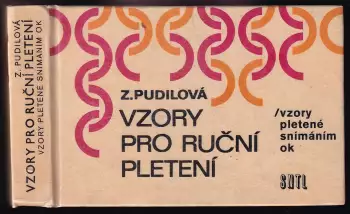 Z. PUDILOVÁ
VZORY PRO RUČNÍ PLETENÍ
VZORY PLETENÉ SNÍMÁNÍM OK
Z.PUDILOVÁ
VZORY
PRO RUČNÍ
PLETENÍ
/vzory
pletené
snímáním
ok
SNTL